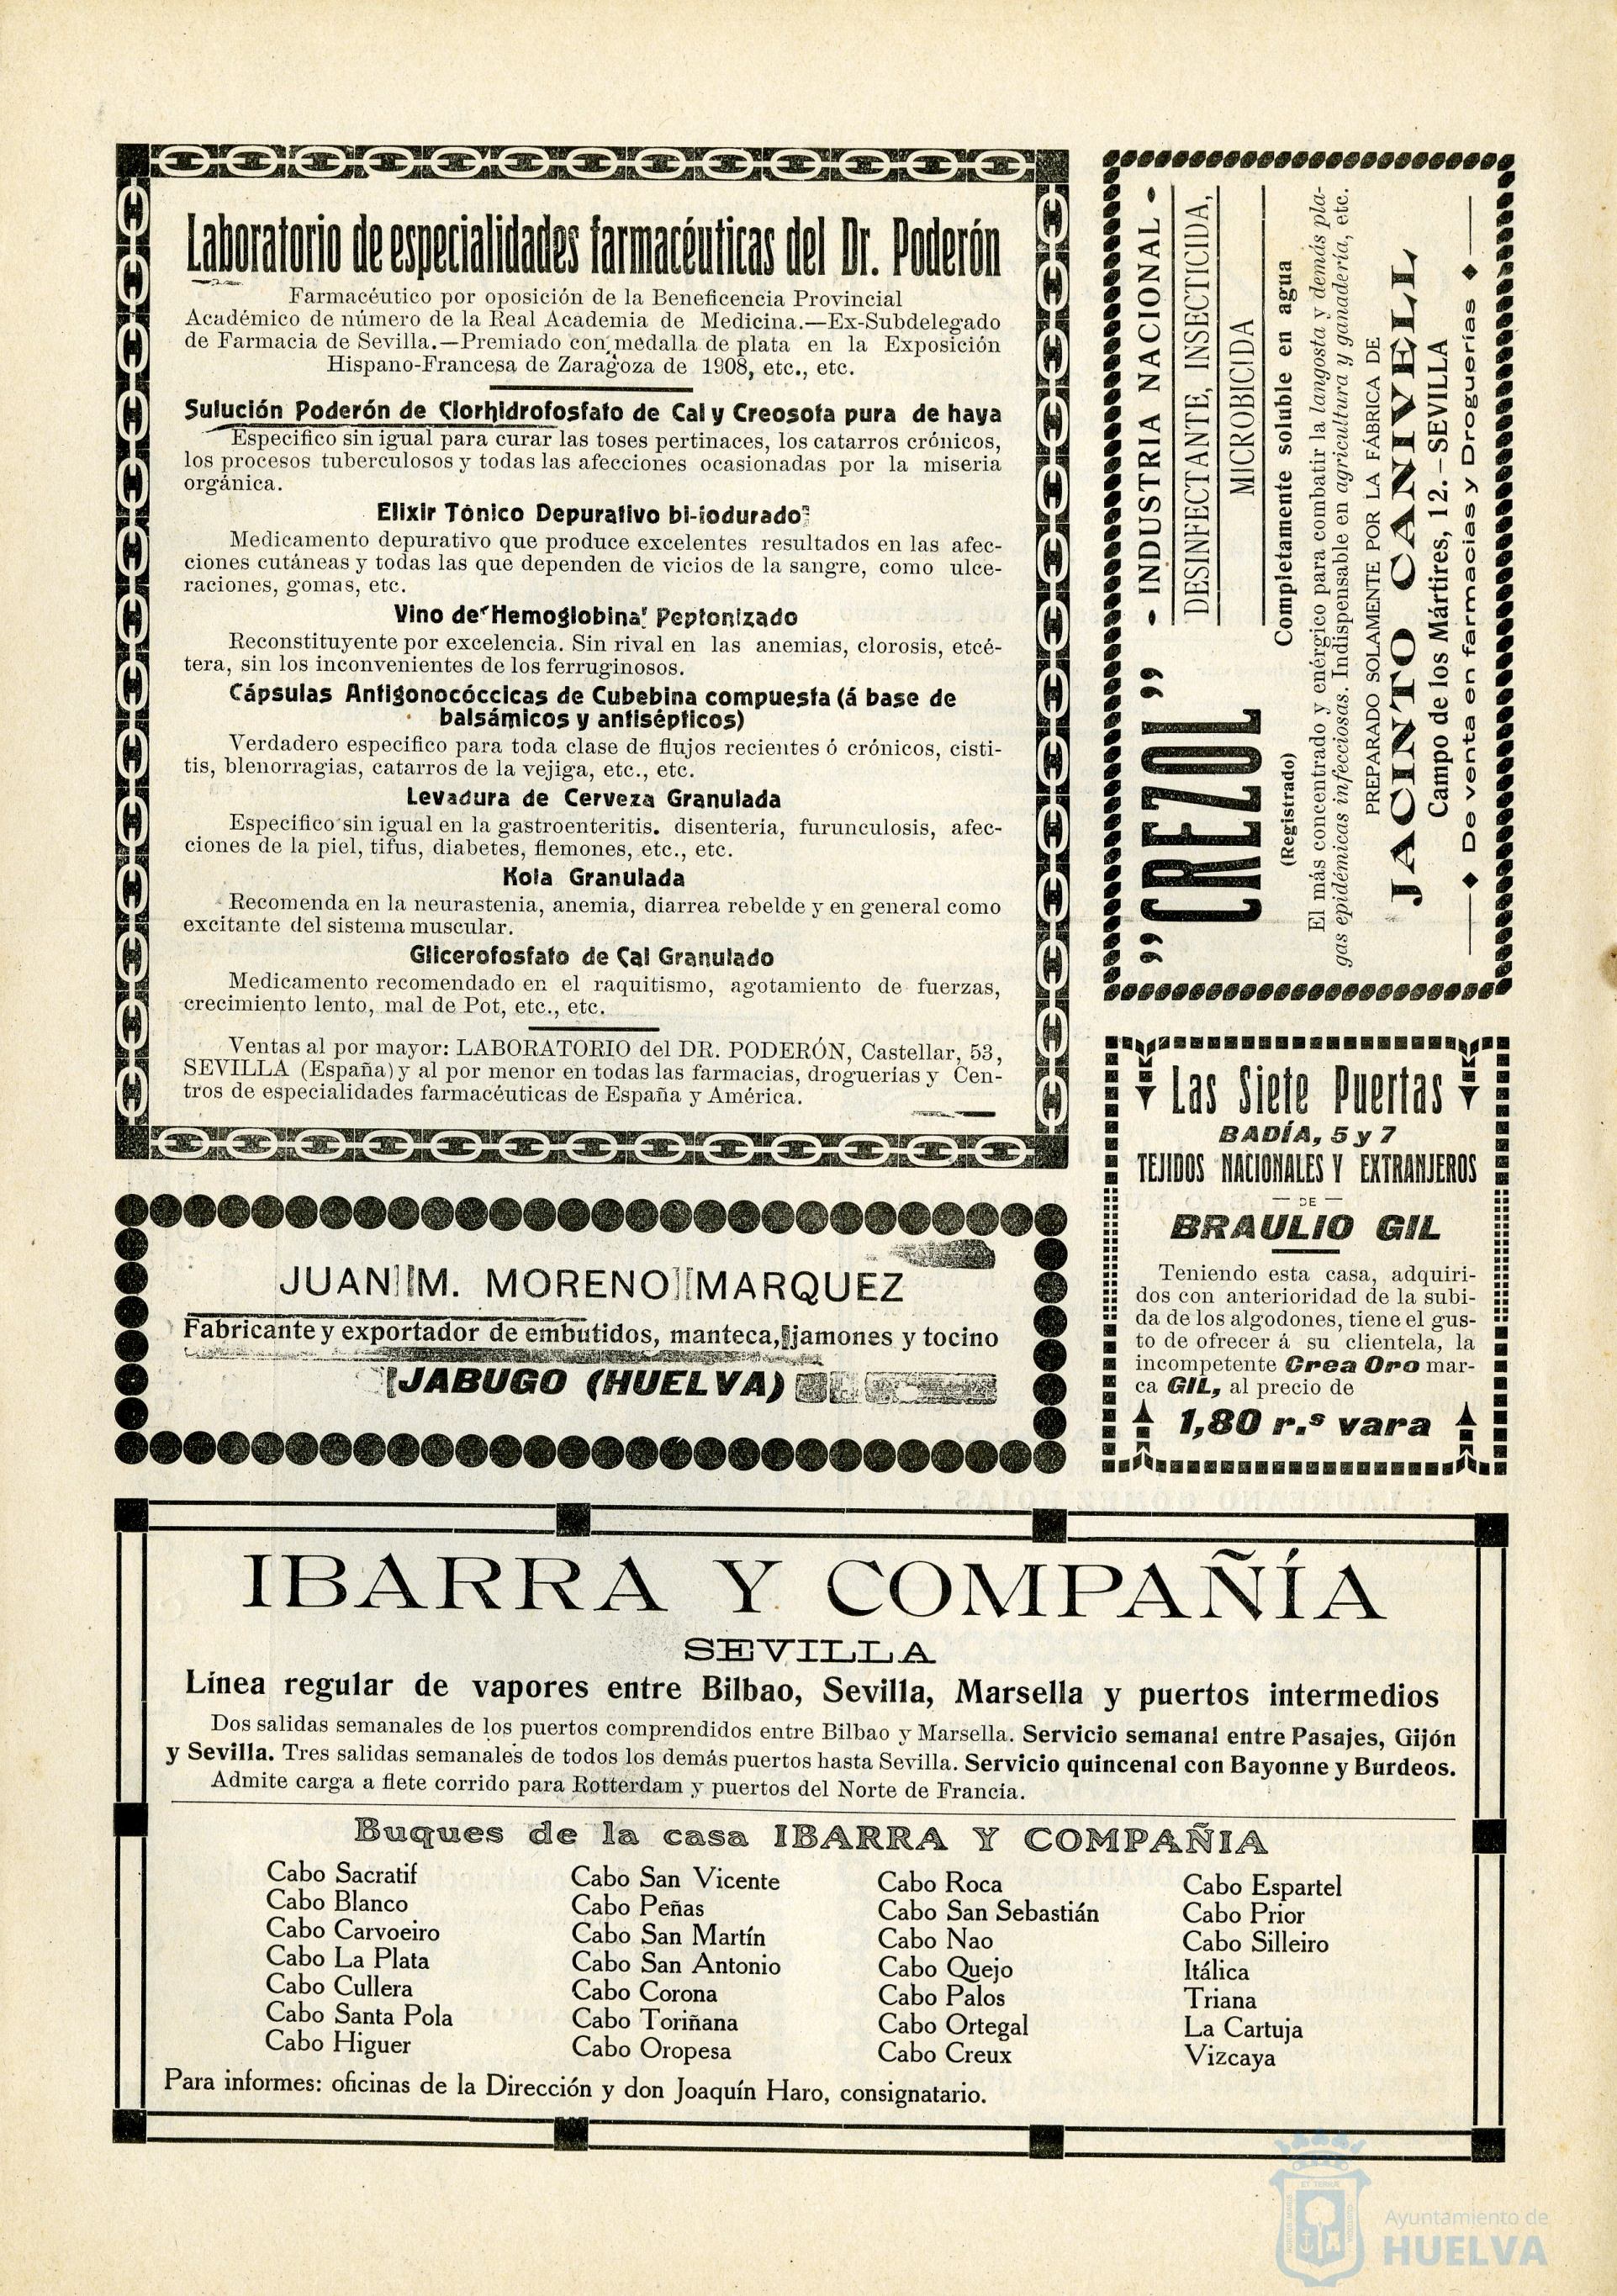 Laboratorio de especialidades farmacéuticas del Dr. Poderón
Farmacéutico por oposición de la Beneficencia Provincial
Académico de número de la Real Academia de Medicina.—Ex-Subdelegado
de Farmacia de Sevilla.—Premiado con medalla de plata en la Exposición
Hispano-Francesa de Zaragoza de 1908, etc., etc.
Sulución Poderón de Clorhidrofosfato de Cal y Creosota pura de haya
Especifico sin igual para curar las toses pertinaces, los catarros crónicos,
los procesos tuberculosos y todas las afecciones ocasionadas por la miseria
orgánica.
Elixir Tónico Depurativo bi-iodurado
Medicamento depurativo que produce excelentes resultados en las afec-
ciones cutáneas y todas las que dependen de vicios de la sangre, como ulce-
raciones, gomas, etc.
Vino de Hemoglobina Peptonizado
Reconstituyente por excelencia. Sin rival en las anemias, clorosis, etcé-
tera, sin los inconvenientes de los ferruginosos.
Cápsulas Antigonocóccicas de Cubebina compuesta (á base de
balsámicos y antisépticos)
Verdadero especifico para toda clase de flujos recientes ó crónicos, cisti-
tis, blenorragias, catarros de la vejiga, etc., etc.
Levadura de Cerveza Granulada
Especifico sin igual en la gastroenteritis. disenteria, furunculosis, afec-
ciones de la piel, tifus, diabetes, flemones, etc., etc.
Kola Granulada
Recomenda en la neurastenia, anemia, diarrea rebelde y en general como
excitante del sistema muscular.
Glicerofosfato de Cal Granulado
Medicamento recomendado en el raquitismo, agotamiento de fuerzas,
crecimiento lento, mal de Pot, etc., etc.
Ventas al por mayor: LABORATORIO del DR. PODERÓN, Castellar, 53,
SEVILLA (España) y al por menor en todas las farmacias, droguerias y Cen-
tros de especialidades farmacéuticas de España y América.
"CREZOL"
(Registrado)
- INDUSTRIA NACIONAL -
DESINFECTANTE, INSECTICIDA,
MICROBICIDA
Completamente soluble en agua
El más concentrado y enérgico para combatir la langosta y demás pla-
gas epidémicas infecciosas. Indispensable en agricultura y ganadería, etc.
PREPARADO SOLAMENTE POR LA FÁBRICA DE
JACINTO CANIVELL
Campo de los Mártires, 12.—SEVILLA
De venta en farmacias y Droguerías
Las Siete Puertas
BADÍA, 5 y 7
TEJIDOS NACIONALES Y EXTRANJEROS
— DE —
BRAULIO GIL
Teniendo esta casa, adquiri-
dos con anterioridad de la subi-
da de los algodones, tiene el gus-
to de ofrecer á su clientela, la
incompetente Crea Oro mar-
ca GIL, al precio de
1,80 r.s vara
JUAN M. MORENO MARQUEZ
Fabricante y exportador de embutidos, manteca, jamones y tocino
JABUGO (HUELVA)
IBARRA Y COMPAÑÍA
SEVILLA
Línea regular de vapores entre Bilbao, Sevilla, Marsella y puertos intermedios
Dos salidas semanales de los puertos comprendidos entre Bilbao y Marsella. Servicio semanal entre Pasajes, Gijón
y Sevilla. Tres salidas semanales de todos los demás puertos hasta Sevilla. Servicio quincenal con Bayonne y Burdeos.
Admite carga a flete corrido para Rotterdam y puertos del Norte de Francia.
Buques de la casa IBARRA Y COMPAÑIA
Cabo Sacratif
Cabo Blanco
Cabo Carvoeiro
Cabo La Plata
Cabo Cullera
Cabo Santa Pola
Cabo Higuer
Cabo San Vicente
Cabo Peñas
Cabo San Martín
Cabo San Antonio
Cabo Corona
Cabo Toriñana
Cabo Oropesa
Cabo Roca
Cabo San Sebastián
Cabo Nao
Cabo Quejo
Cabo Palos
Cabo Ortegal
Cabo Creux
Cabo Espartel
Cabo Prior
Cabo Silleiro
Itálica
Triana
La Cartuja
Vizcaya
Para informes: oficinas de la Dirección y don Joaquín Haro, consignatario.
Ayuntamiento de
HUELVA